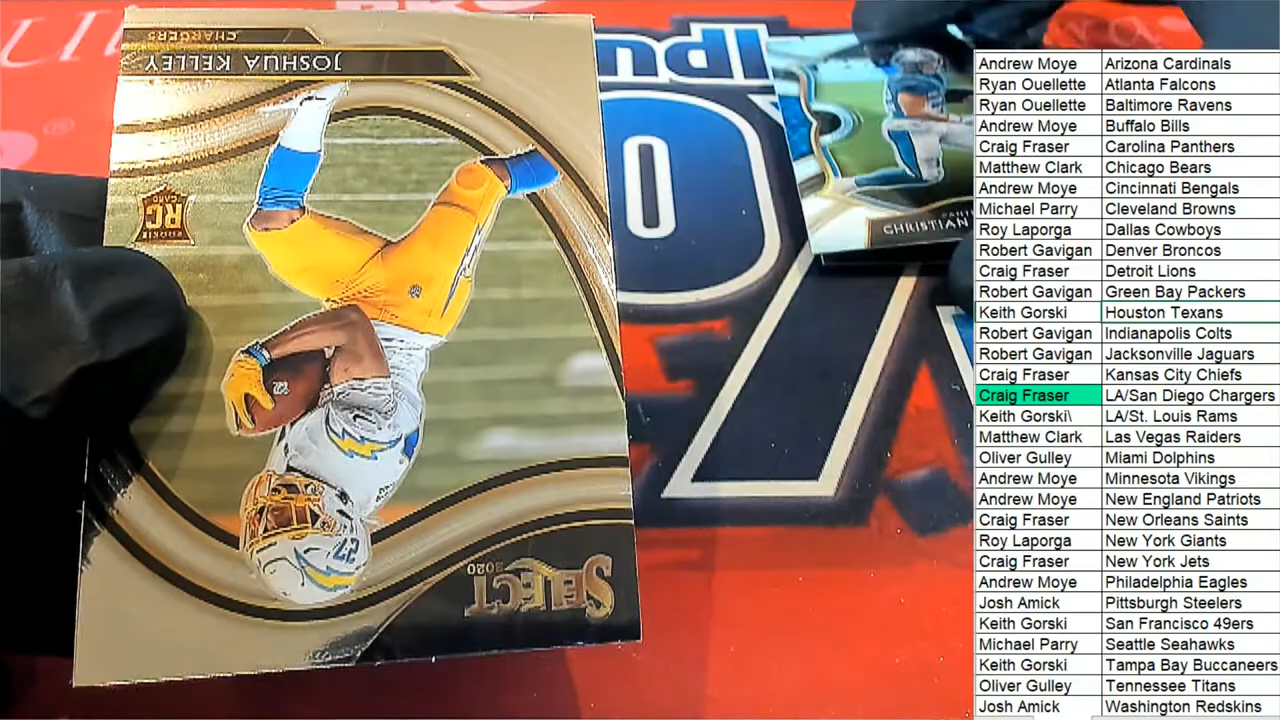 CHARGERS
JOSHUA KELLEY
ROOKIE
RC
CARD
27
SELECT
2020
CHRISTIAN
Andrew Moye Arizona Cardinals
Ryan Ouellette Atlanta Falcons
Ryan Ouellette Baltimore Ravens
Andrew Moye Buffalo Bills
Craig Fraser Carolina Panthers
Matthew Clark Chicago Bears
Andrew Moye Cincinnati Bengals
Michael Parry Cleveland Browns
Roy Laporga Dallas Cowboys
Robert Gavigan Denver Broncos
Craig Fraser Detroit Lions
Robert Gavigan Green Bay Packers
Keith Gorski Houston Texans
Robert Gavigan Indianapolis Colts
Robert Gavigan Jacksonville Jaguars
Craig Fraser Kansas City Chiefs
Craig Fraser LA/San Diego Chargers
Keith Gorski\ LA/St. Louis Rams
Matthew Clark Las Vegas Raiders
Oliver Gulley Miami Dolphins
Andrew Moye Minnesota Vikings
Andrew Moye New England Patriots
Craig Fraser New Orleans Saints
Roy Laporga New York Giants
Craig Fraser New York Jets
Andrew Moye Philadelphia Eagles
Josh Amick Pittsburgh Steelers
Keith Gorski San Francisco 49ers
Michael Parry Seattle Seahawks
Keith Gorski Tampa Bay Buccaneers
Oliver Gulley Tennessee Titans
Josh Amick Washington Redskins